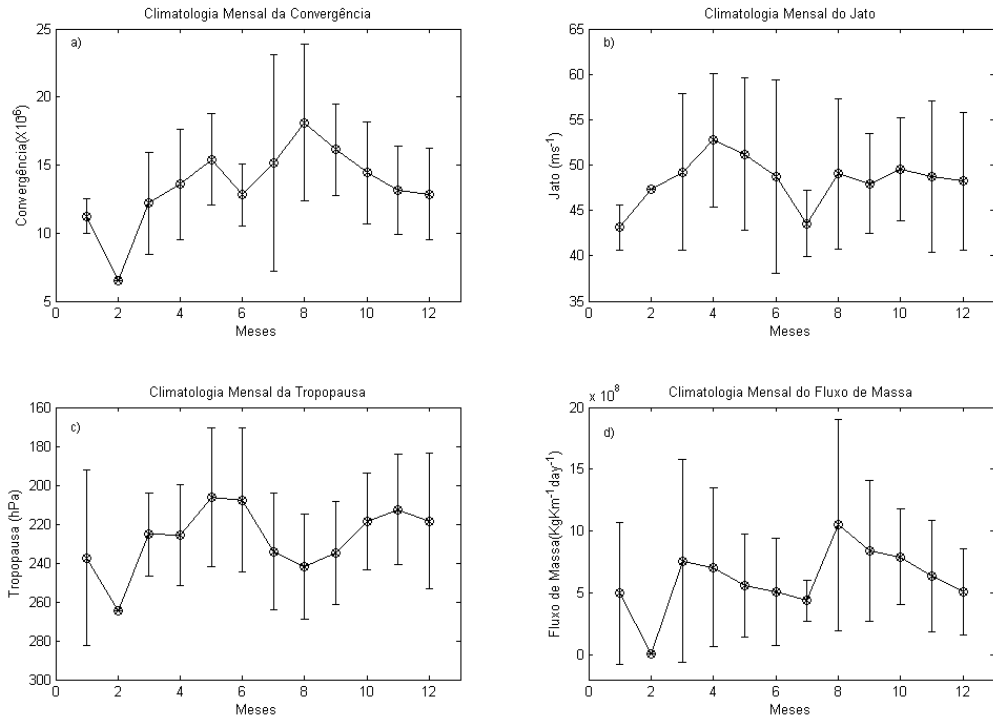 Climatologia Mensal da Convergência
a)
25
20
15
10
5
Convergência(X10⁶)
0 2 4 6 8 10 12
Meses
Climatologia Mensal do Jato
b)
65
60
55
50
45
40
35
Jato (ms⁻¹)
0 2 4 6 8 10 12
Meses
Climatologia Mensal da Tropopausa
c)
160
180
200
220
240
260
280
300
Tropopausa (hPa)
0 2 4 6 8 10 12
Meses
x 10⁸
Climatologia Mensal do Fluxo de Massa
d)
20
15
10
5
0
Fluxo de Massa(KgKm⁻¹day⁻¹)
0 2 4 6 8 10 12
Meses